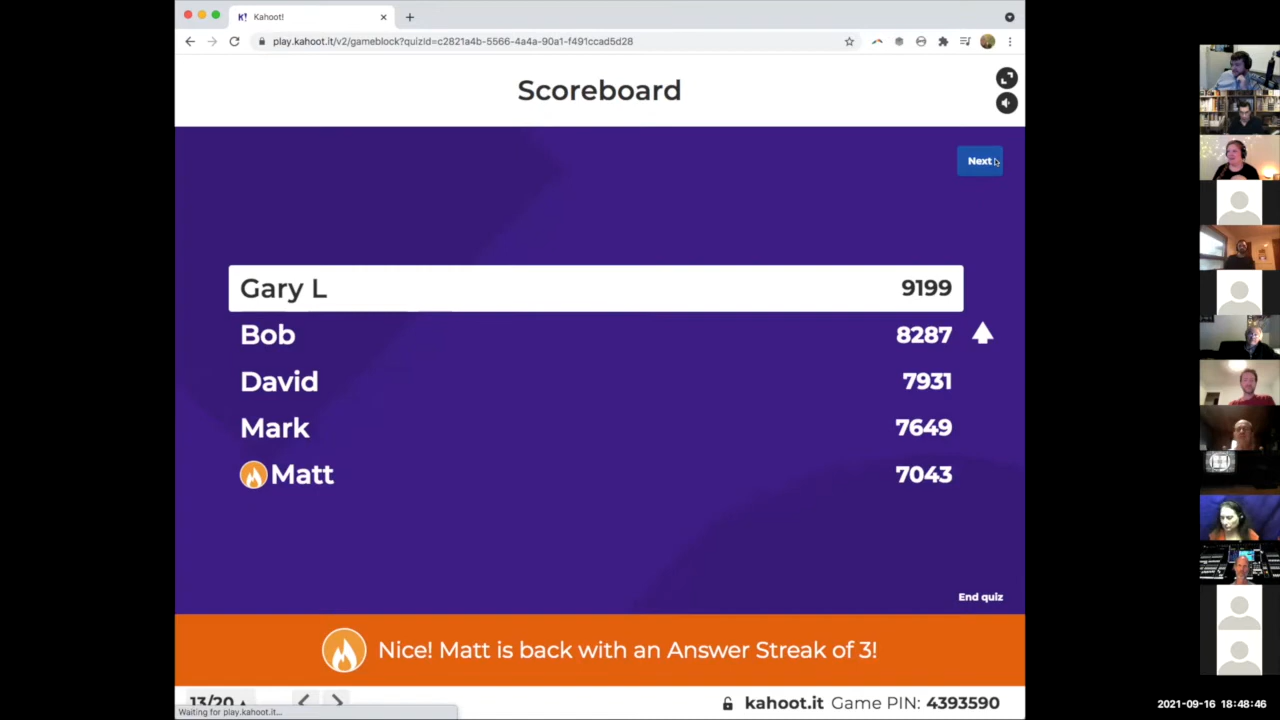 K! Kahoot!
play.kahoot.it/v2/gameblock?quizId=c2821a4b-5566-4a4a-90a1-f491ccad5d28
Scoreboard
Next
Gary L 9199
Bob 8287
David 7931
Mark 7649
Matt 7043
End quiz
Nice! Matt is back with an Answer Streak of 3!
13/20
kahoot.it Game PIN: 4393590
Waiting for play.kahoot.it...
2021-09-16 18:48:46